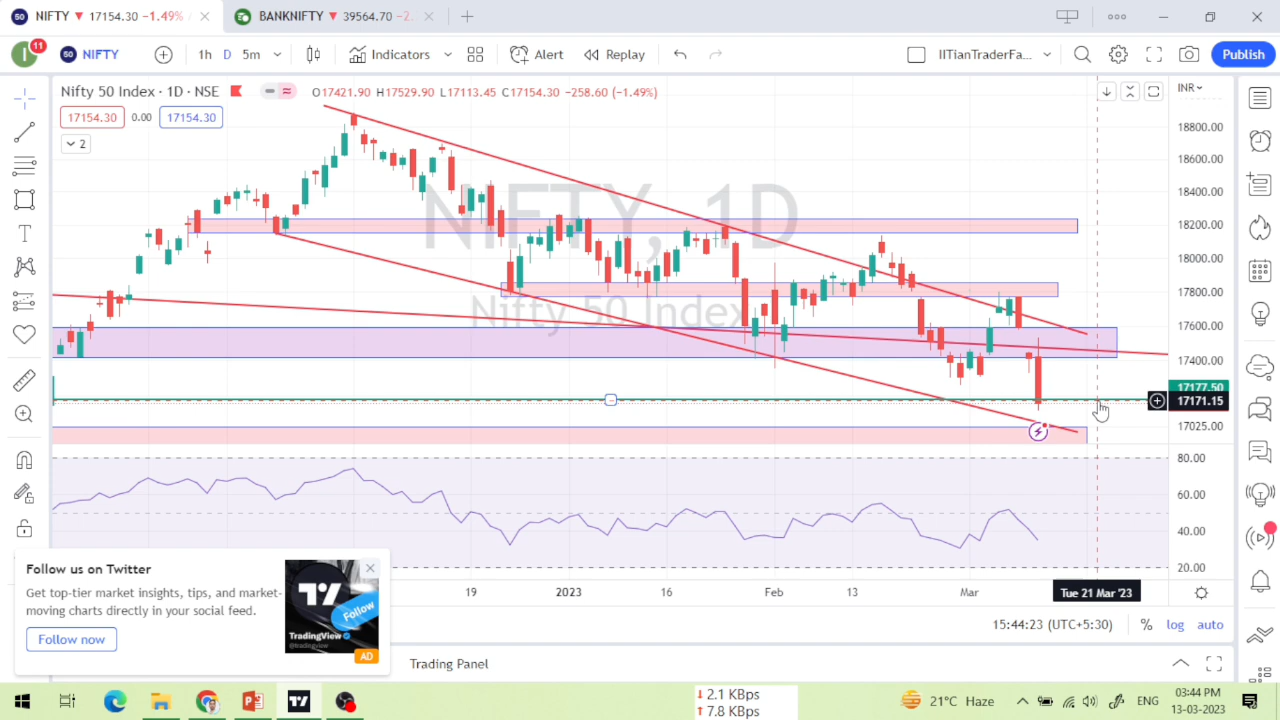 NIFTY ▼ 17154.30 −1.49%
BANKNIFTY ▼ 39564.70 −2.
11
NIFTY
1h D 5m
Indicators
Alert
Replay
IITianTraderFa...
Publish
Nifty 50 Index · 1D · NSE
O17421.90 H17529.90 L17113.45 C17154.30 −258.60 (−1.49%)
INR
17154.30 0.00 17154.30
2
NIFTY, 1D
Nifty 50 Index
18800.00
18600.00
18400.00
18200.00
18000.00
17800.00
17600.00
17400.00
17177.50
17171.15
17025.00
80.00
60.00
40.00
20.00
19 2023 16 Feb 13 Mar Tue 21 Mar '23
Follow us on Twitter
Get top-tier market insights, tips, and market-
moving charts directly in your social feed.
Follow now
Follow
TradingView
@tradingview
AD
15:44:23 (UTC+5:30) % log auto
Trading Panel
2.1 KBps
7.8 KBps
21°C Haze
ENG
03:44 PM
13-03-2023